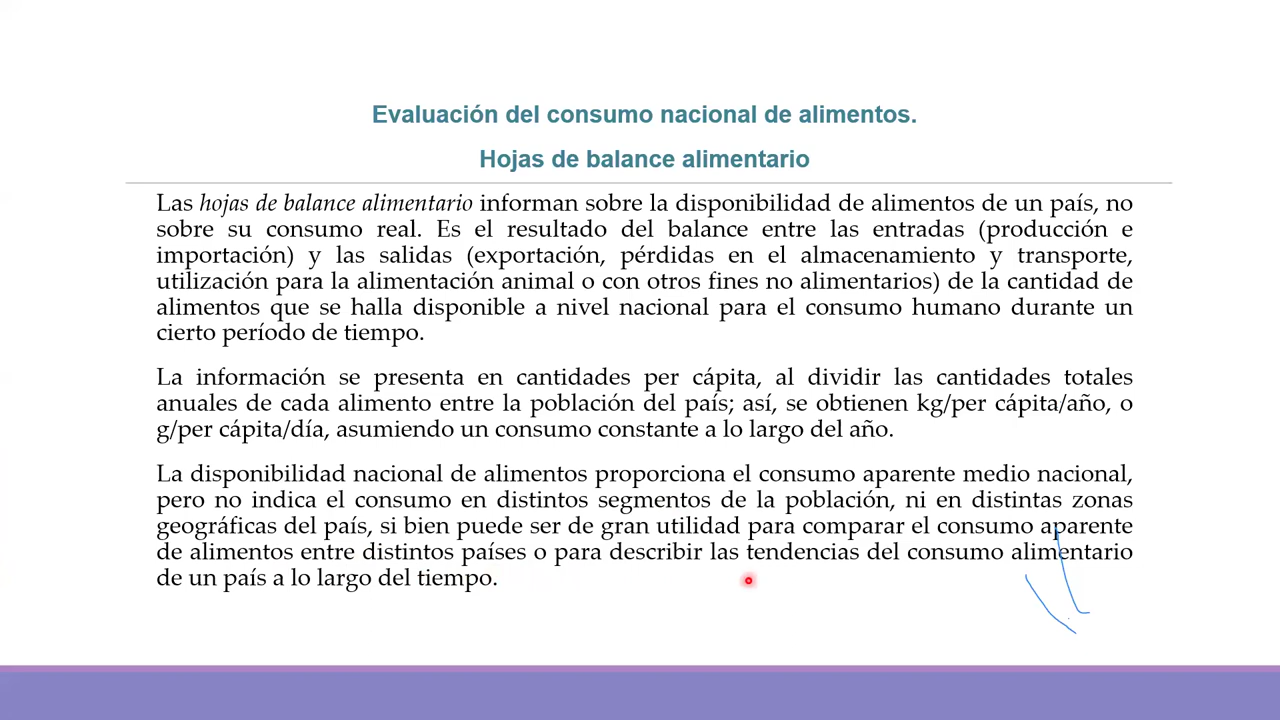 Evaluación del consumo nacional de alimentos.
Hojas de balance alimentario
Las hojas de balance alimentario informan sobre la disponibilidad de alimentos de un país, no
sobre su consumo real. Es el resultado del balance entre las entradas (producción e
importación) y las salidas (exportación, pérdidas en el almacenamiento y transporte,
utilización para la alimentación animal o con otros fines no alimentarios) de la cantidad de
alimentos que se halla disponible a nivel nacional para el consumo humano durante un
cierto período de tiempo.
La información se presenta en cantidades per cápita, al dividir las cantidades totales
anuales de cada alimento entre la población del país; así, se obtienen kg/per cápita/año, o
g/per cápita/día, asumiendo un consumo constante a lo largo del año.
La disponibilidad nacional de alimentos proporciona el consumo aparente medio nacional,
pero no indica el consumo en distintos segmentos de la población, ni en distintas zonas
geográficas del país, si bien puede ser de gran utilidad para comparar el consumo aparente
de alimentos entre distintos países o para describir las tendencias del consumo alimentario
de un país a lo largo del tiempo.